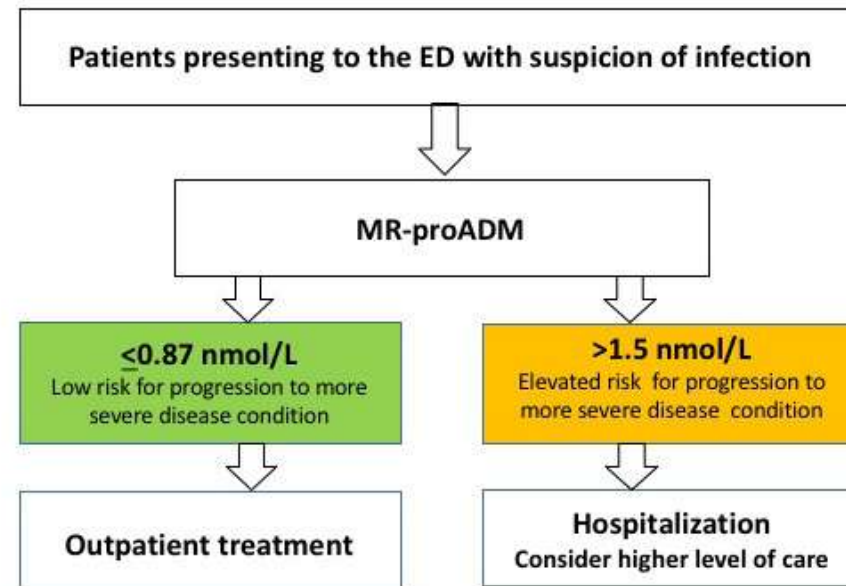 Patients presenting to the ED with suspicion of infection
MR-proADM
≤0.87 nmol/L
Low risk for progression to more
severe disease condition
>1.5 nmol/L
Elevated risk for progression to
more severe disease condition
Outpatient treatment
Hospitalization
Consider higher level of care